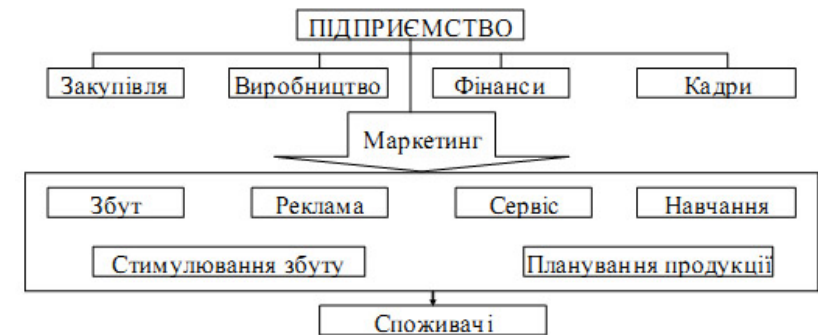 ПІДПРИЄМСТВО
Закупівля Виробництво Фінанси Кадри
Маркетинг
Збут Реклама Сервіс Навчання
Стимулювання збуту Планування продукції
Споживачі